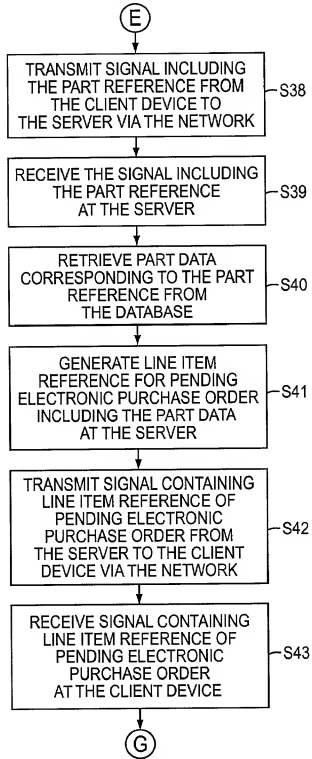 E
TRANSMIT SIGNAL INCLUDING
THE PART REFERENCE FROM
THE CLIENT DEVICE TO
THE SERVER VIA THE NETWORK
S38
RECEIVE THE SIGNAL INCLUDING
THE PART REFERENCE
AT THE SERVER
S39
RETRIEVE PART DATA
CORRESPONDING TO THE PART
REFERENCE FROM
THE DATABASE
S40
GENERATE LINE ITEM
REFERENCE FOR PENDING
ELECTRONIC PURCHASE ORDER
INCLUDING THE PART DATA
AT THE SERVER
S41
TRANSMIT SIGNAL CONTAINING
LINE ITEM REFERENCE OF
PENDING ELECTRONIC
PURCHASE ORDER FROM
THE SERVER TO THE CLIENT
DEVICE VIA THE NETWORK
S42
RECEIVE SIGNAL CONTAINING
LINE ITEM REFERENCE OF
PENDING ELECTRONIC
PURCHASE ORDER
AT THE CLIENT DEVICE
S43
G